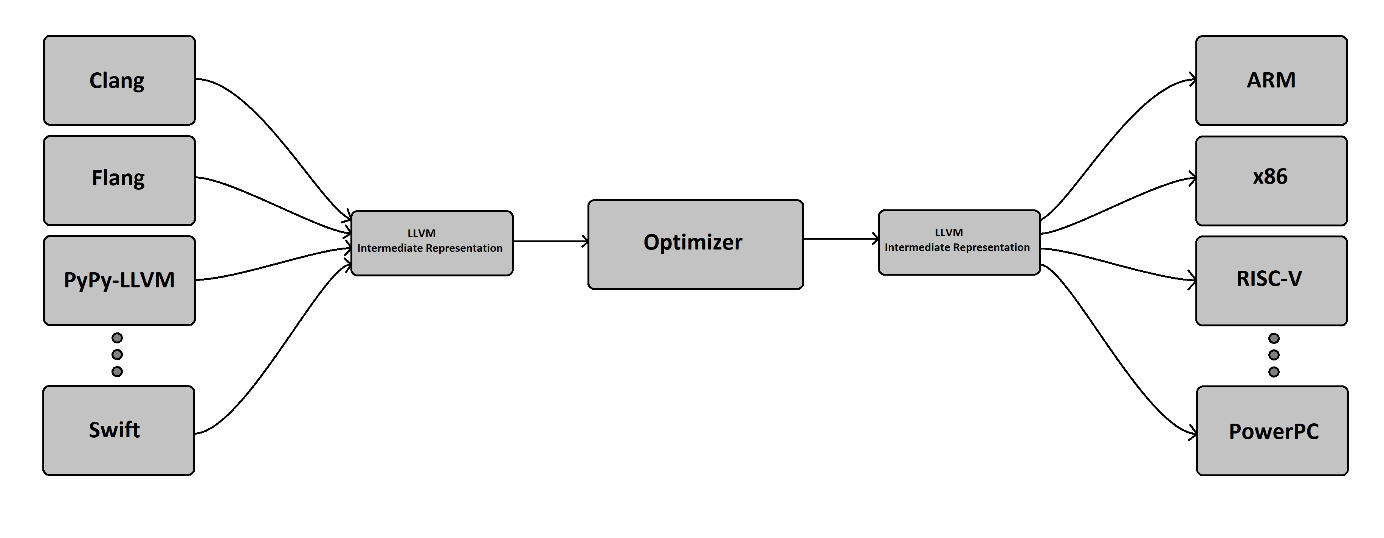 Clang
Flang
PyPy-LLVM
Swift
LLVM
Intermediate Representation
Optimizer
LLVM
Intermediate Representation
ARM
x86
RISC-V
PowerPC